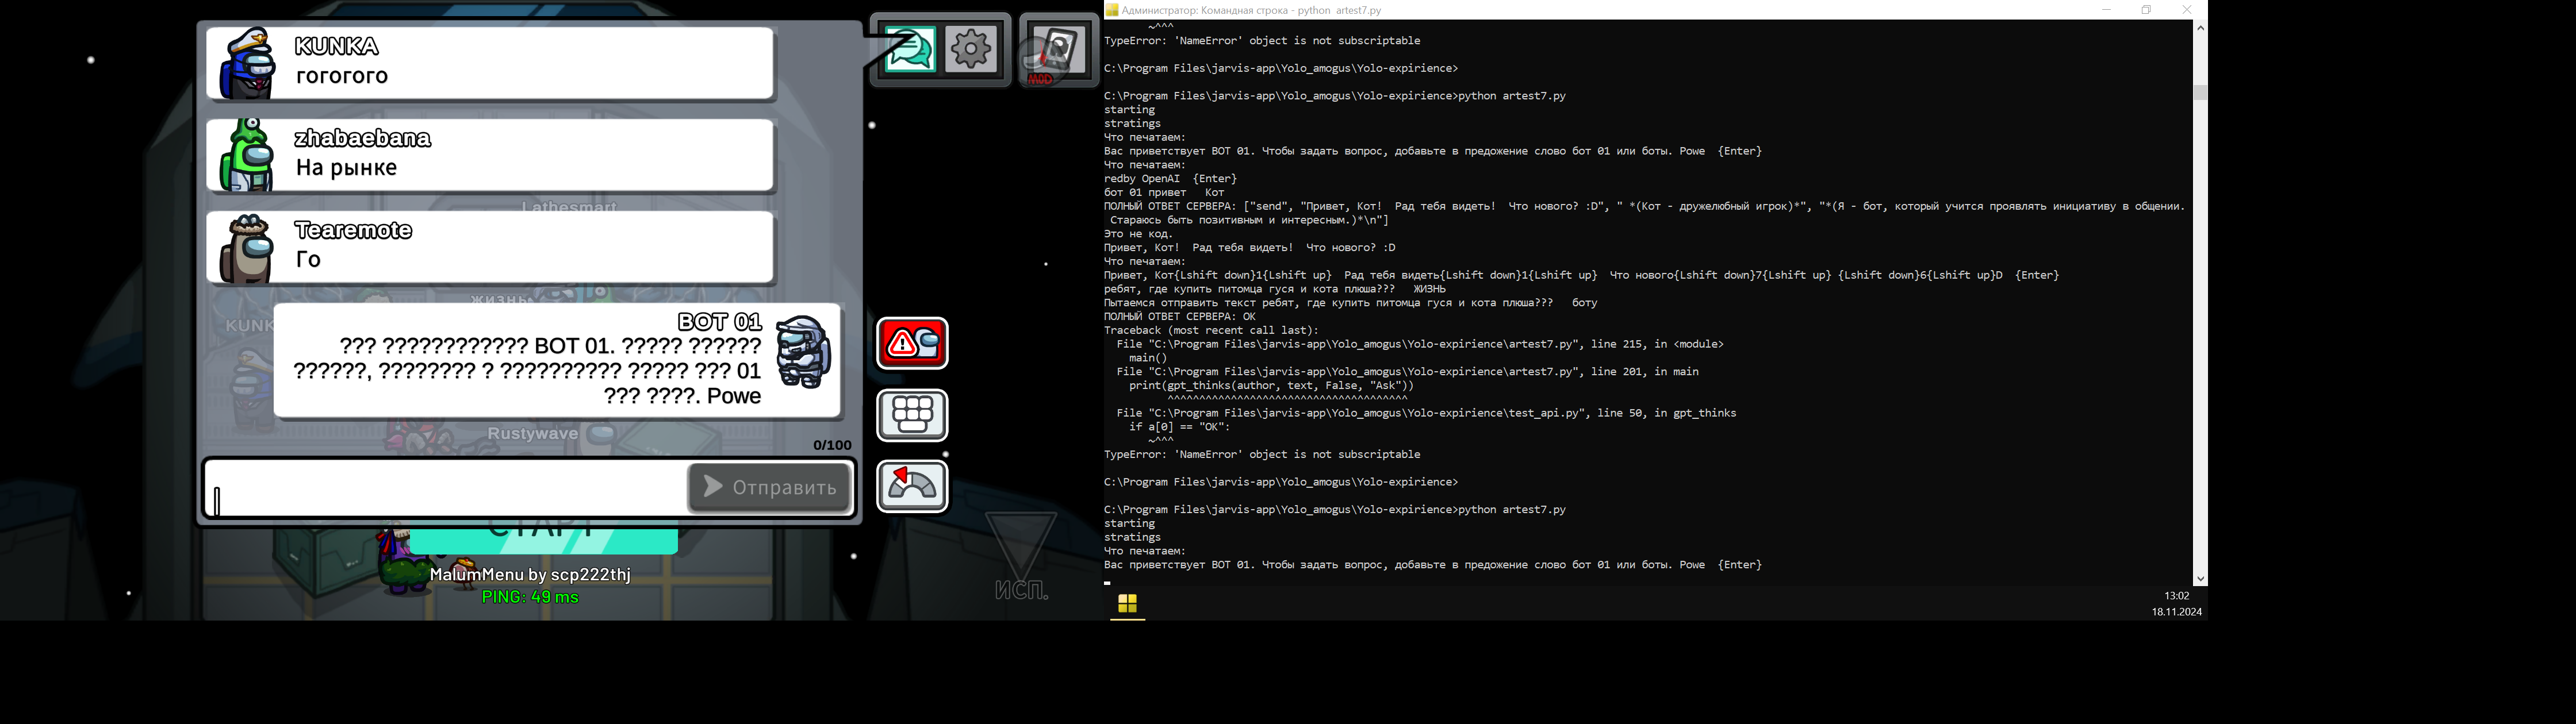 KUNKA
гогогого
zhabaebana
На рынке
Lathesmart
Tearemote
Го
жизнь
KUNK
BOT 01
??? ???????????? BOT 01. ????? ??????
??????, ???????? ? ?????????? ????? ??? 01
??? ????. Powe
Rustywave
0/100
Отправить
СТАРТ
MalumMenu by scp222thj
PING: 49 ms
MOD
ИСП.
Администратор: Командная строка - python artest7.py
~^^^
TypeError: 'NameError' object is not subscriptable
C:\Program Files\jarvis-app\Yolo_amogus\Yolo-expirience>
C:\Program Files\jarvis-app\Yolo_amogus\Yolo-expirience>python artest7.py
starting
stratings
Что печатаем:
Вас приветствует BOT 01. Чтобы задать вопрос, добавьте в предожение слово бот 01 или боты. Powe  {Enter}
Что печатаем:
redby OpenAI  {Enter}
бот 01 привет   Кот
ПОЛНЫЙ ОТВЕТ СЕРВЕРА: ["send", "Привет, Кот!  Рад тебя видеть!  Что нового? :D", " *(Кот - дружелюбный игрок)*", "*(Я - бот, который учится проявлять инициативу в общении.
Стараюсь быть позитивным и интересным.)*\n"]
Это не код.
Привет, Кот!  Рад тебя видеть!  Что нового? :D
Что печатаем:
Привет, Кот{Lshift down}1{Lshift up}  Рад тебя видеть{Lshift down}1{Lshift up}  Что нового{Lshift down}7{Lshift up} {Lshift down}6{Lshift up}D  {Enter}
ребят, где купить питомца гуся и кота плюша???   ЖИЗНЬ
Пытаемся отправить текст ребят, где купить питомца гуся и кота плюша???   боту
ПОЛНЫЙ ОТВЕТ СЕРВЕРА: OK
Traceback (most recent call last):
File "C:\Program Files\jarvis-app\Yolo_amogus\Yolo-expirience\artest7.py", line 215, in <module>
main()
File "C:\Program Files\jarvis-app\Yolo_amogus\Yolo-expirience\artest7.py", line 201, in main
print(gpt_thinks(author, text, False, "Ask"))
^^^^^^^^^^^^^^^^^^^^^^^^^^^^^^^^^^^^^^
File "C:\Program Files\jarvis-app\Yolo_amogus\Yolo-expirience\test_api.py", line 50, in gpt_thinks
if a[0] == "OK":
~^^^
TypeError: 'NameError' object is not subscriptable
C:\Program Files\jarvis-app\Yolo_amogus\Yolo-expirience>
C:\Program Files\jarvis-app\Yolo_amogus\Yolo-expirience>python artest7.py
starting
stratings
Что печатаем:
Вас приветствует BOT 01. Чтобы задать вопрос, добавьте в предожение слово бот 01 или боты. Powe  {Enter}
13:02
18.11.2024